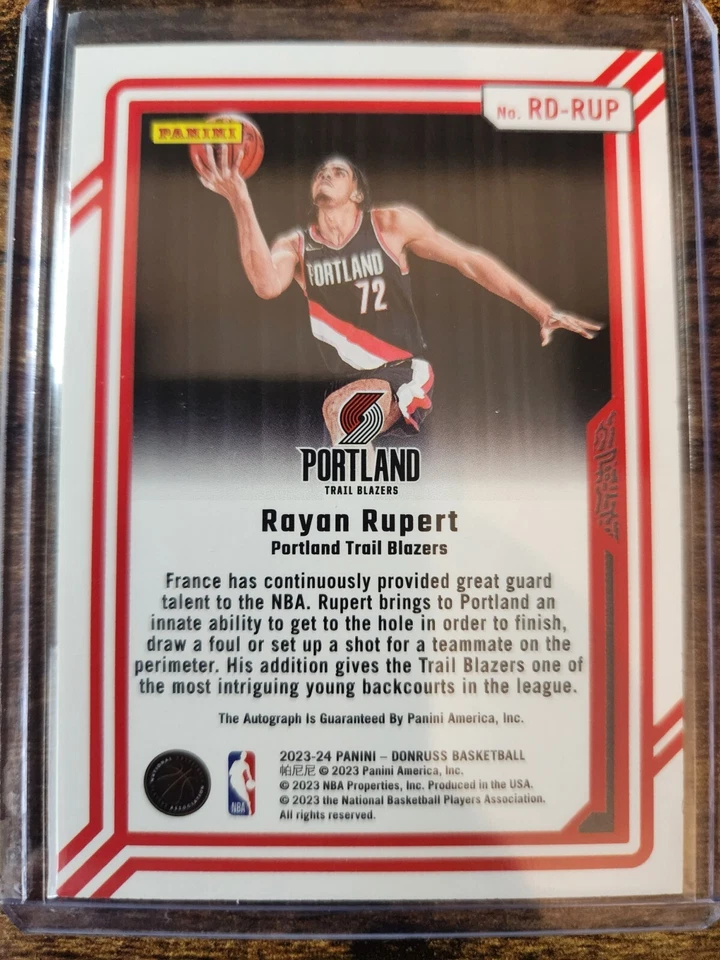 PANINI
No. RD-RUP
PORTLAND
72
PORTLAND
TRAIL BLAZERS
Rayan Rupert
Portland Trail Blazers
France has continuously provided great guard
talent to the NBA. Rupert brings to Portland an
innate ability to get to the hole in order to finish,
draw a foul or set up a shot for a teammate on the
perimeter. His addition gives the Trail Blazers one of
the most intriguing young backcourts in the league.
The Autograph Is Guaranteed By Panini America, Inc.
2023-24 PANINI – DONRUSS BASKETBALL
帕尼尼 © 2023 Panini America, Inc.
© 2023 NBA Properties, Inc. Produced in the USA.
© 2023 the National Basketball Players Association.
All rights reserved.
NBA